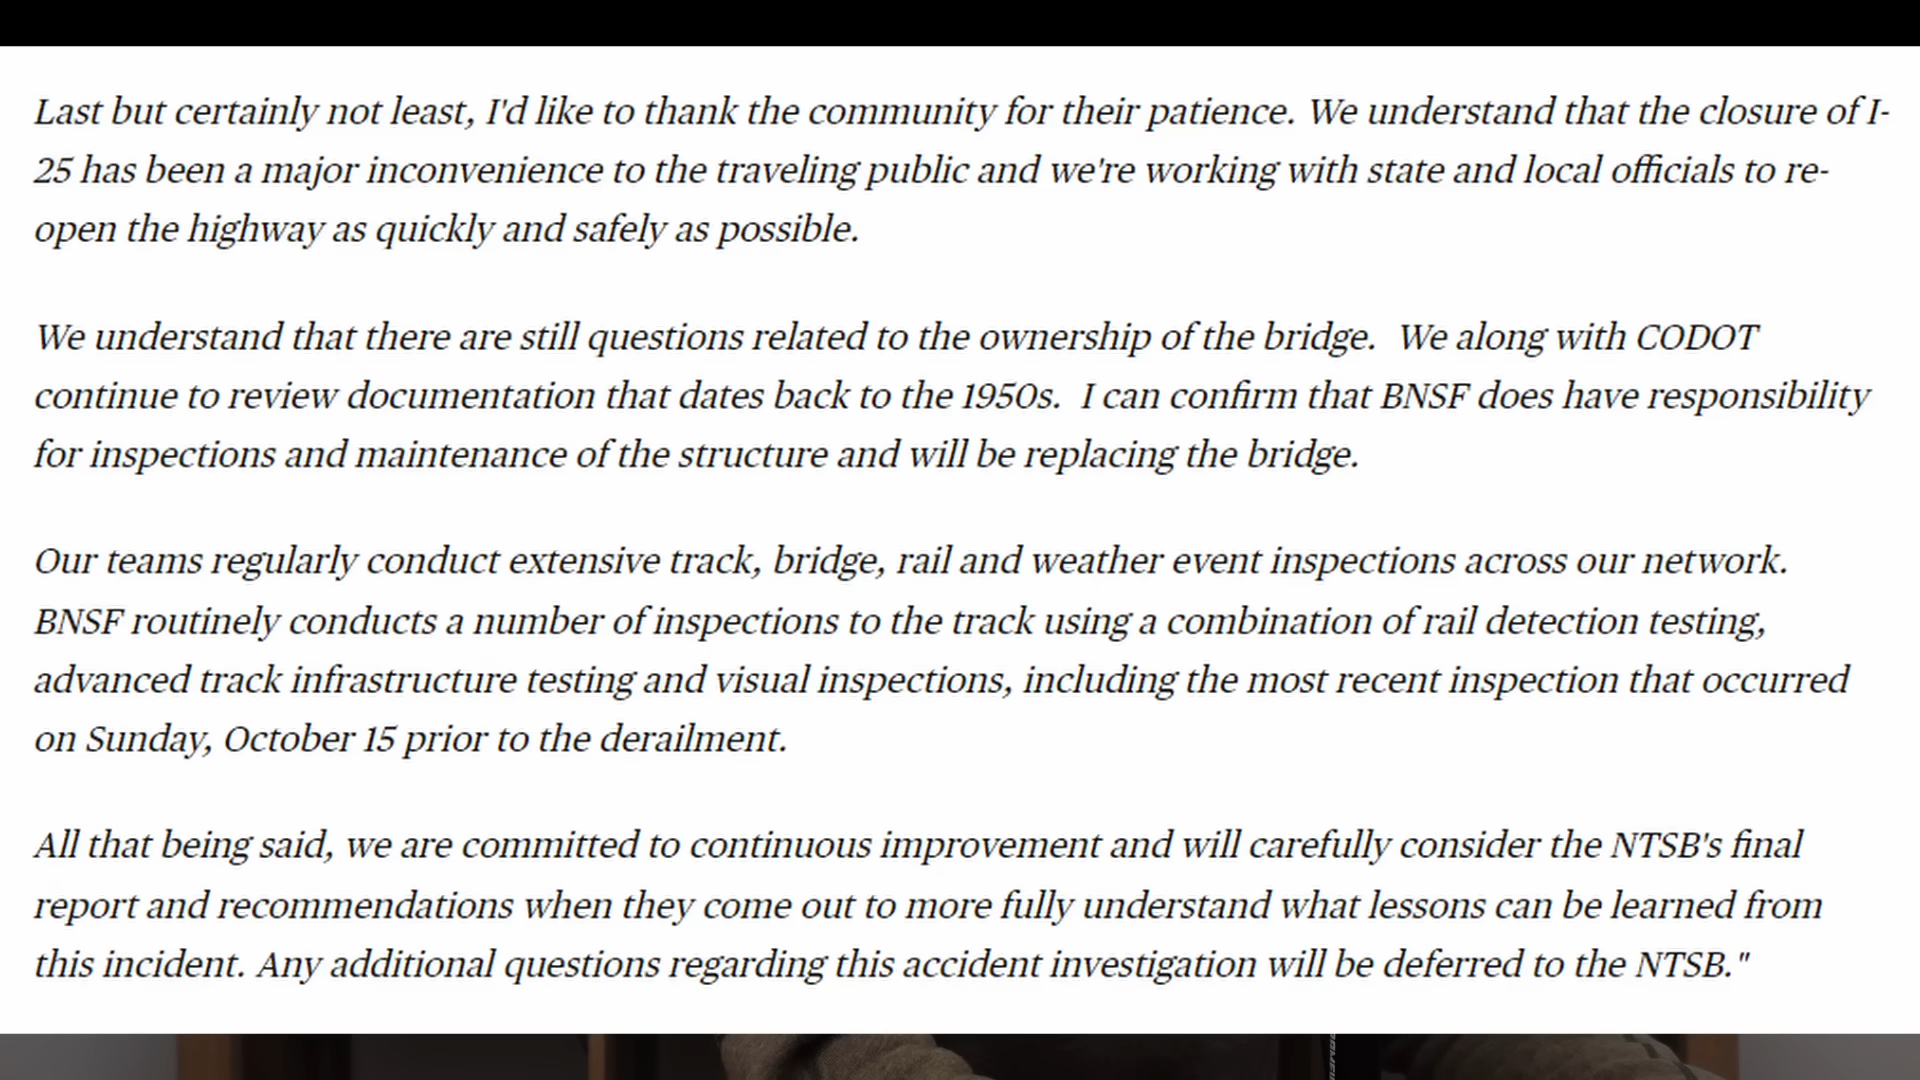 Last but certainly not least, I'd like to thank the community for their patience. We understand that the closure of I-
25 has been a major inconvenience to the traveling public and we're working with state and local officials to re-
open the highway as quickly and safely as possible.
We understand that there are still questions related to the ownership of the bridge.  We along with CODOT
continue to review documentation that dates back to the 1950s.  I can confirm that BNSF does have responsibility
for inspections and maintenance of the structure and will be replacing the bridge.
Our teams regularly conduct extensive track, bridge, rail and weather event inspections across our network.
BNSF routinely conducts a number of inspections to the track using a combination of rail detection testing,
advanced track infrastructure testing and visual inspections, including the most recent inspection that occurred
on Sunday, October 15 prior to the derailment.
All that being said, we are committed to continuous improvement and will carefully consider the NTSB's final
report and recommendations when they come out to more fully understand what lessons can be learned from
this incident. Any additional questions regarding this accident investigation will be deferred to the NTSB."